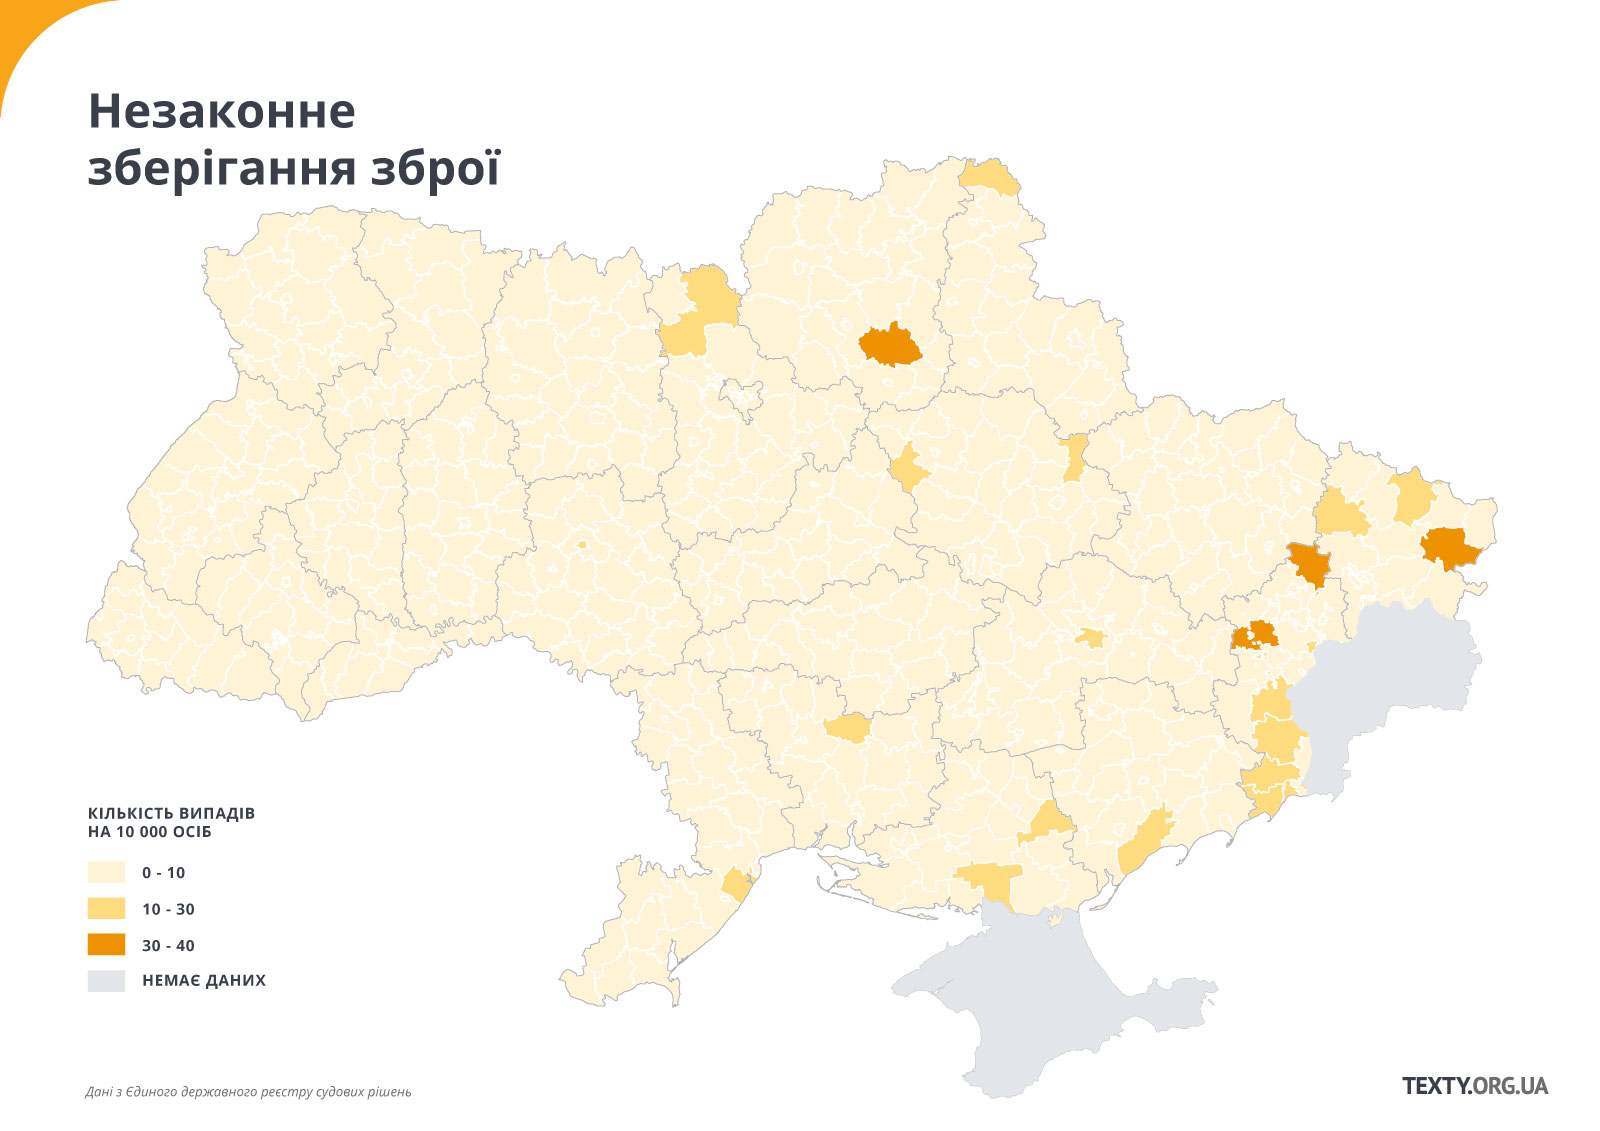 Незаконне
зберігання зброї
КІЛЬКІСТЬ ВИПАДІВ
НА 10 000 ОСІБ
0 - 10
10 - 30
30 - 40
НЕМАЄ ДАНИХ
Дані з Єдиного державного реєстру судових рішень
TEXTY.ORG.UA